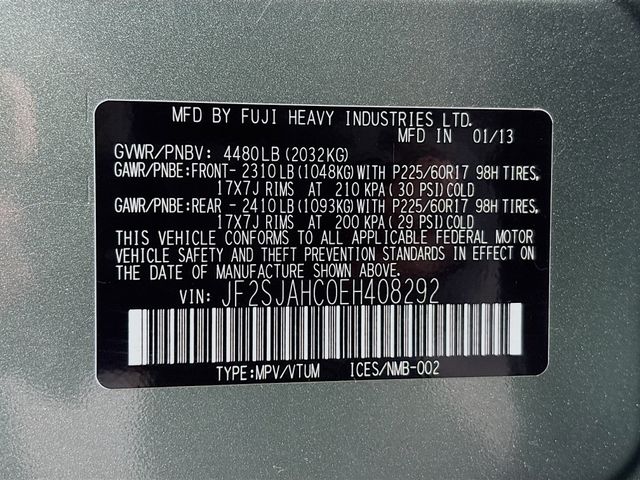 MFD BY FUJI HEAVY INDUSTRIES LTD.
MFD IN 01/13
GVWR/PNBV: 4480LB(2032KG)
GAWR/PNBE:FRONT- 2310LB(1048KG)WITH P225/60R17 98H TIRES,
17X7J RIMS AT 210 KPA(30 PSI)COLD
GAWR/PNBE:REAR - 2410LB(1093KG)WITH P225/60R17 98H TIRES,
17X7J RIMS AT 200 KPA(29 PSI)COLD
THIS VEHICLE CONFORMS TO ALL APPLICABLE FEDERAL MOTOR
VEHICLE SAFETY AND THEFT PREVENTION STANDARDS IN EFFECT
ON THE DATE OF MANUFACTURE SHOWN ABOVE.
VIN: JF2SJAHC0EH408292
TYPE:MPV/VTUM ICES/NMB-002